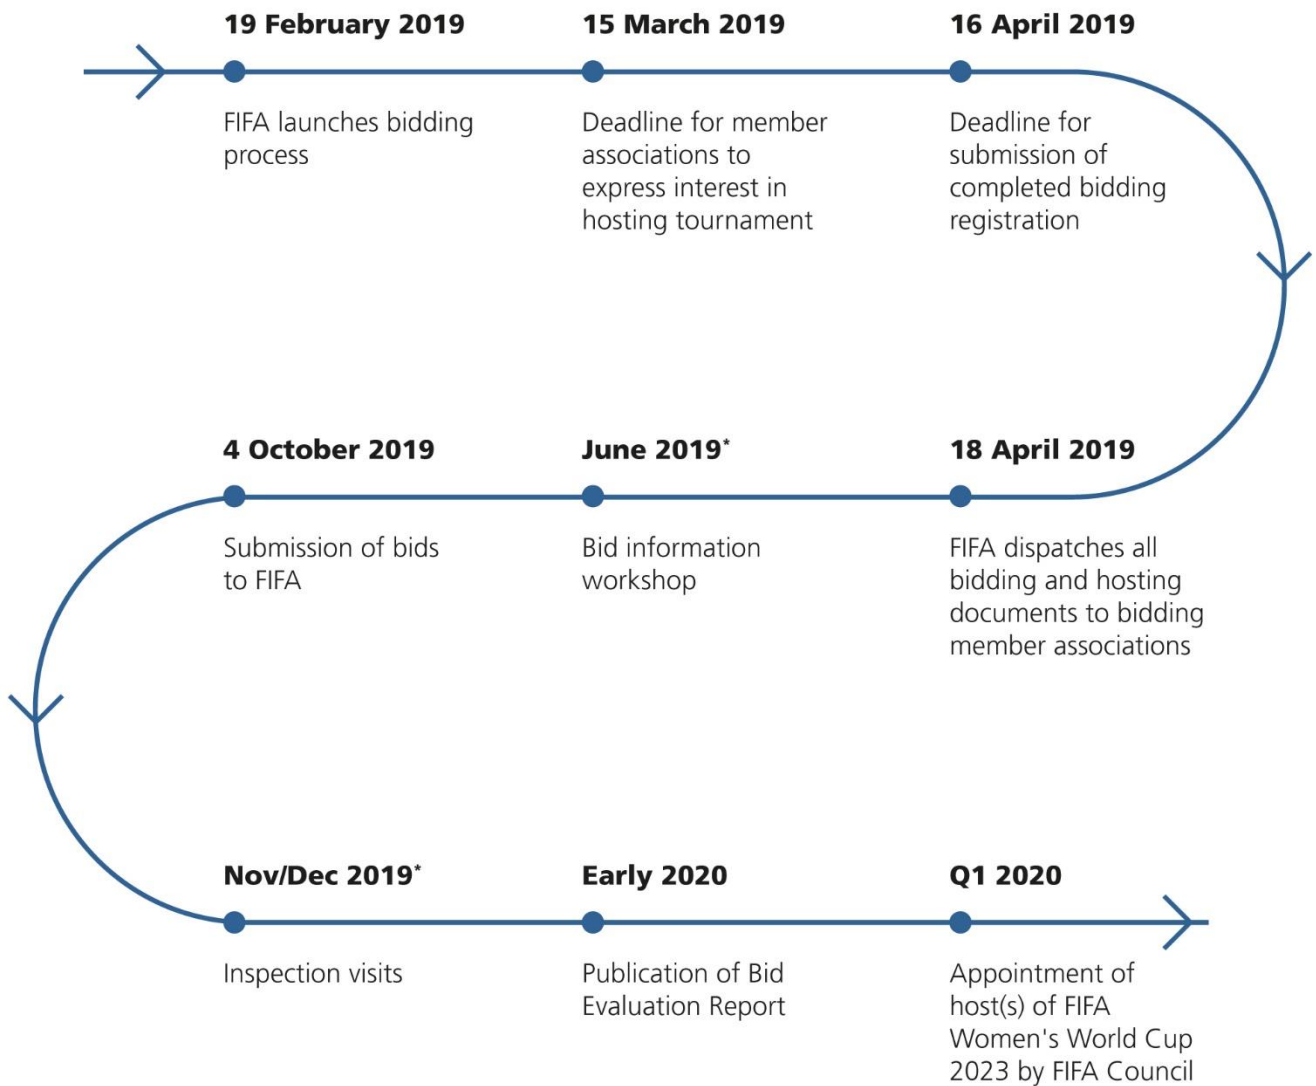 19 February 2019
FIFA launches bidding
process
15 March 2019
Deadline for member
associations to
express interest in
hosting tournament
16 April 2019
Deadline for
submission of
completed bidding
registration
18 April 2019
FIFA dispatches all
bidding and hosting
documents to bidding
member associations
June 2019*
Bid information
workshop
4 October 2019
Submission of bids
to FIFA
Nov/Dec 2019*
Inspection visits
Early 2020
Publication of Bid
Evaluation Report
Q1 2020
Appointment of
host(s) of FIFA
Women's World Cup
2023 by FIFA Council